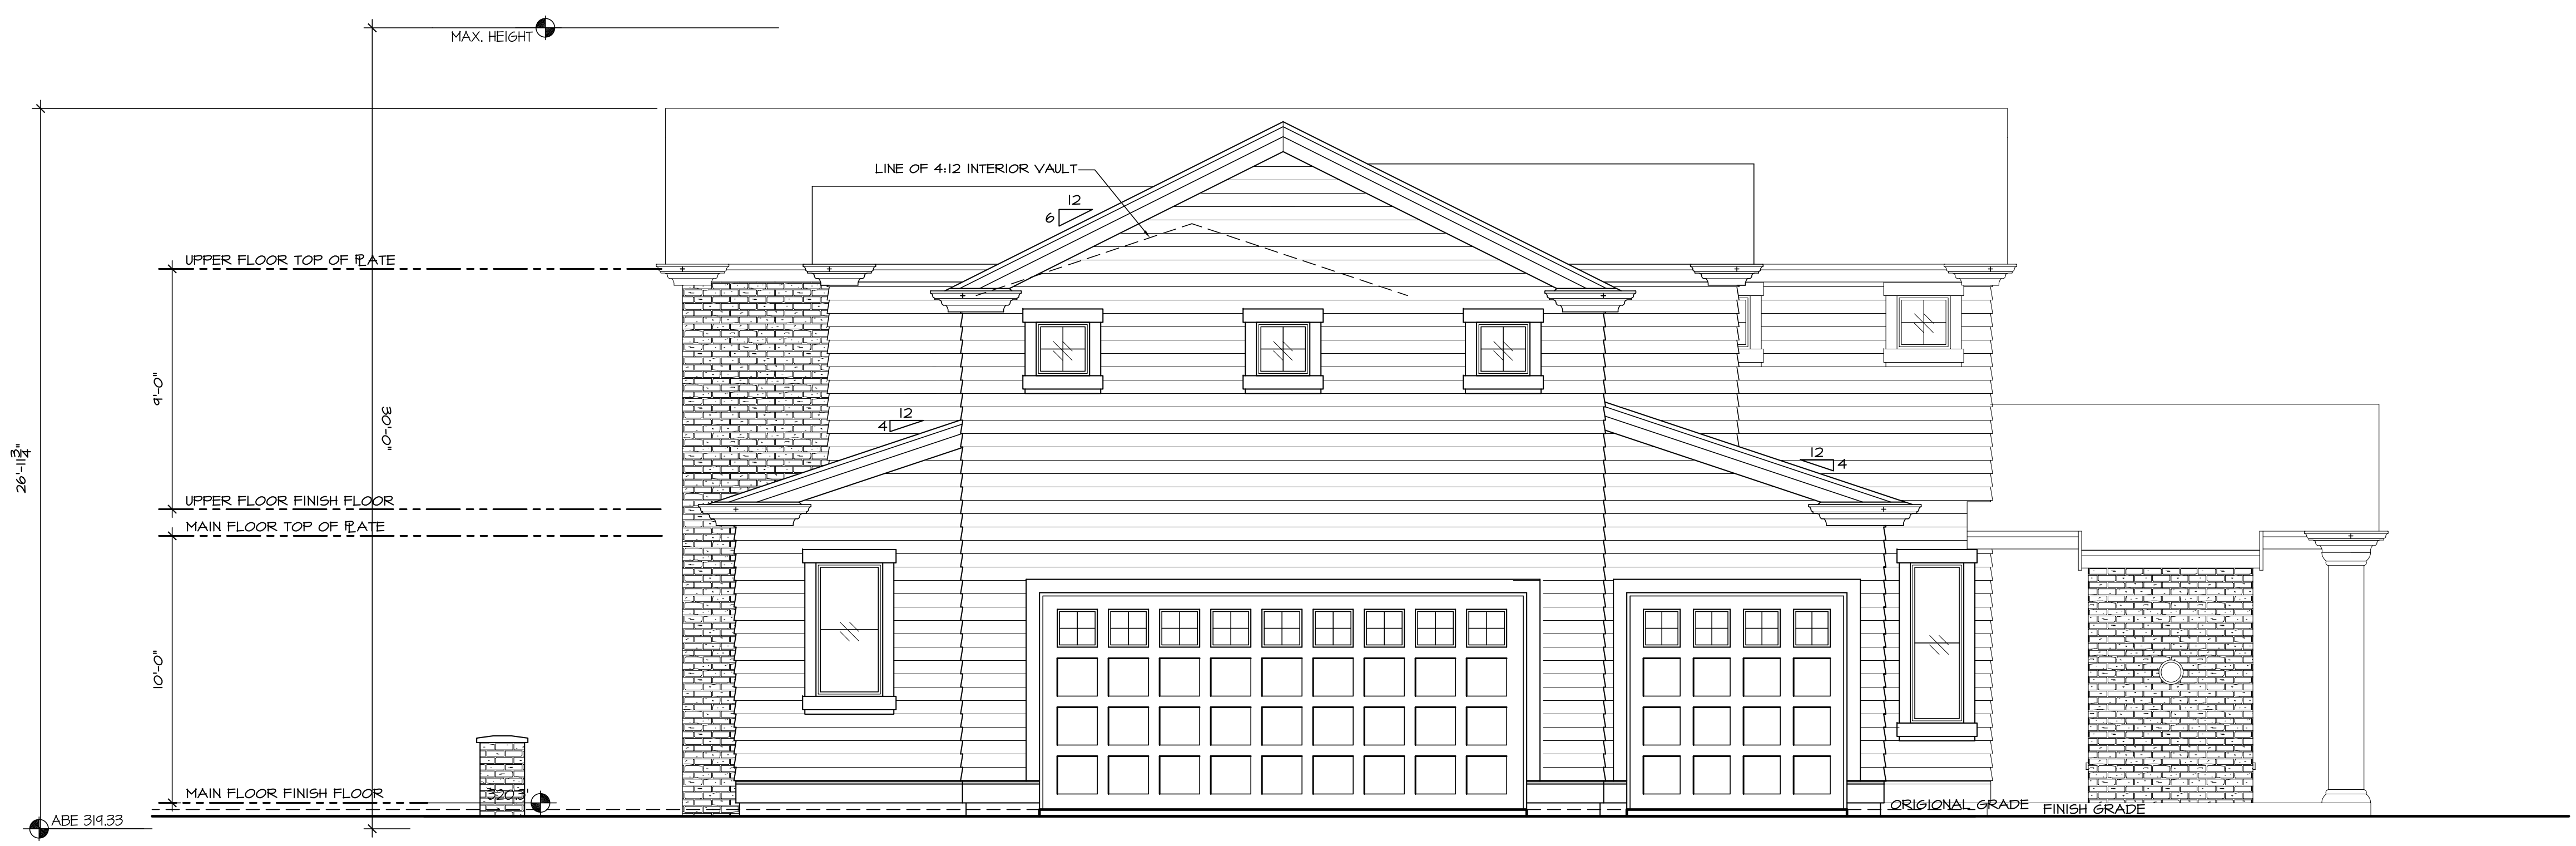 MAX. HEIGHT
LINE OF 4:12 INTERIOR VAULT
12
6
UPPER FLOOR TOP OF PLATE
9'-0"
30'-0"
12
4
26'-11 3/4"
12
4
UPPER FLOOR FINISH FLOOR
MAIN FLOOR TOP OF PLATE
10'-0"
MAIN FLOOR FINISH FLOOR
320.3'
ORIGIONAL GRADE
FINISH GRADE
ABE 319.33